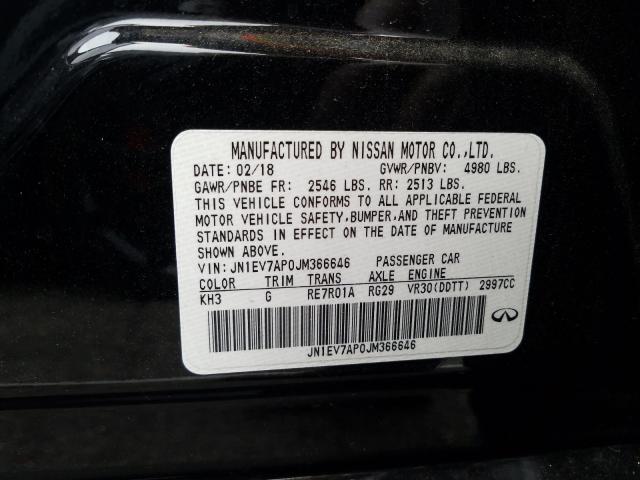 MANUFACTURED BY NISSAN MOTOR CO.,LTD.
DATE: 02/18 GVWR/PNBV: 4980 LBS.
GAWR/PNBE FR: 2546 LBS. RR: 2513 LBS.
THIS VEHICLE CONFORMS TO ALL APPLICABLE FEDERAL
MOTOR VEHICLE SAFETY,BUMPER,AND THEFT PREVENTION
STANDARDS IN EFFECT ON THE DATE OF MANUFACTURE
SHOWN ABOVE.
VIN: JN1EV7AP0JM366646 PASSENGER CAR
COLOR TRIM TRANS AXLE ENGINE
KH3 G RE7R01A RG29 VR30(DDTT) 2997CC
JN1EV7AP0JM366646